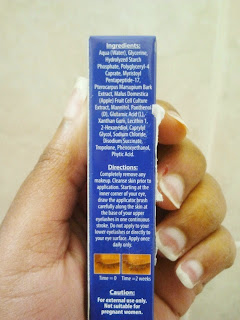 Ingredients:
Aqua (Water), Glycerine,
Hydrolyzed Starch
Phosphate, Polyglyceryl-4
Caprate, Myristoyl
Pentapeptide-17,
Pterocarpus Marsupium Bark
Extract, Malus Domestica
(Apple) Fruit Cell Culture
Extract, Mannitol, Panthenol
(D), Glutamic Acid (L),
Xanthan Gum, Lecithin 1,
2-Hexanediol, Caprylyl
Glycol, Sodium Chloride,
Disodium Succinate,
Tropolone, Phenoxyethanol,
Phytic Acid.
Directions:
Completely remove any
makeup. Cleanse skin prior to
application. Starting at the
inner corner of your eye,
draw the applicator brush
carefully along the skin at
the base of your upper
eyelashes in one continuous
stroke. Do not apply to your
lower eyelashes or directly to
your eye surface. Apply once
daily only.
Time = 0 Time = 2 weeks
Caution:
For external use only.
Not suitable for
pregnant women.